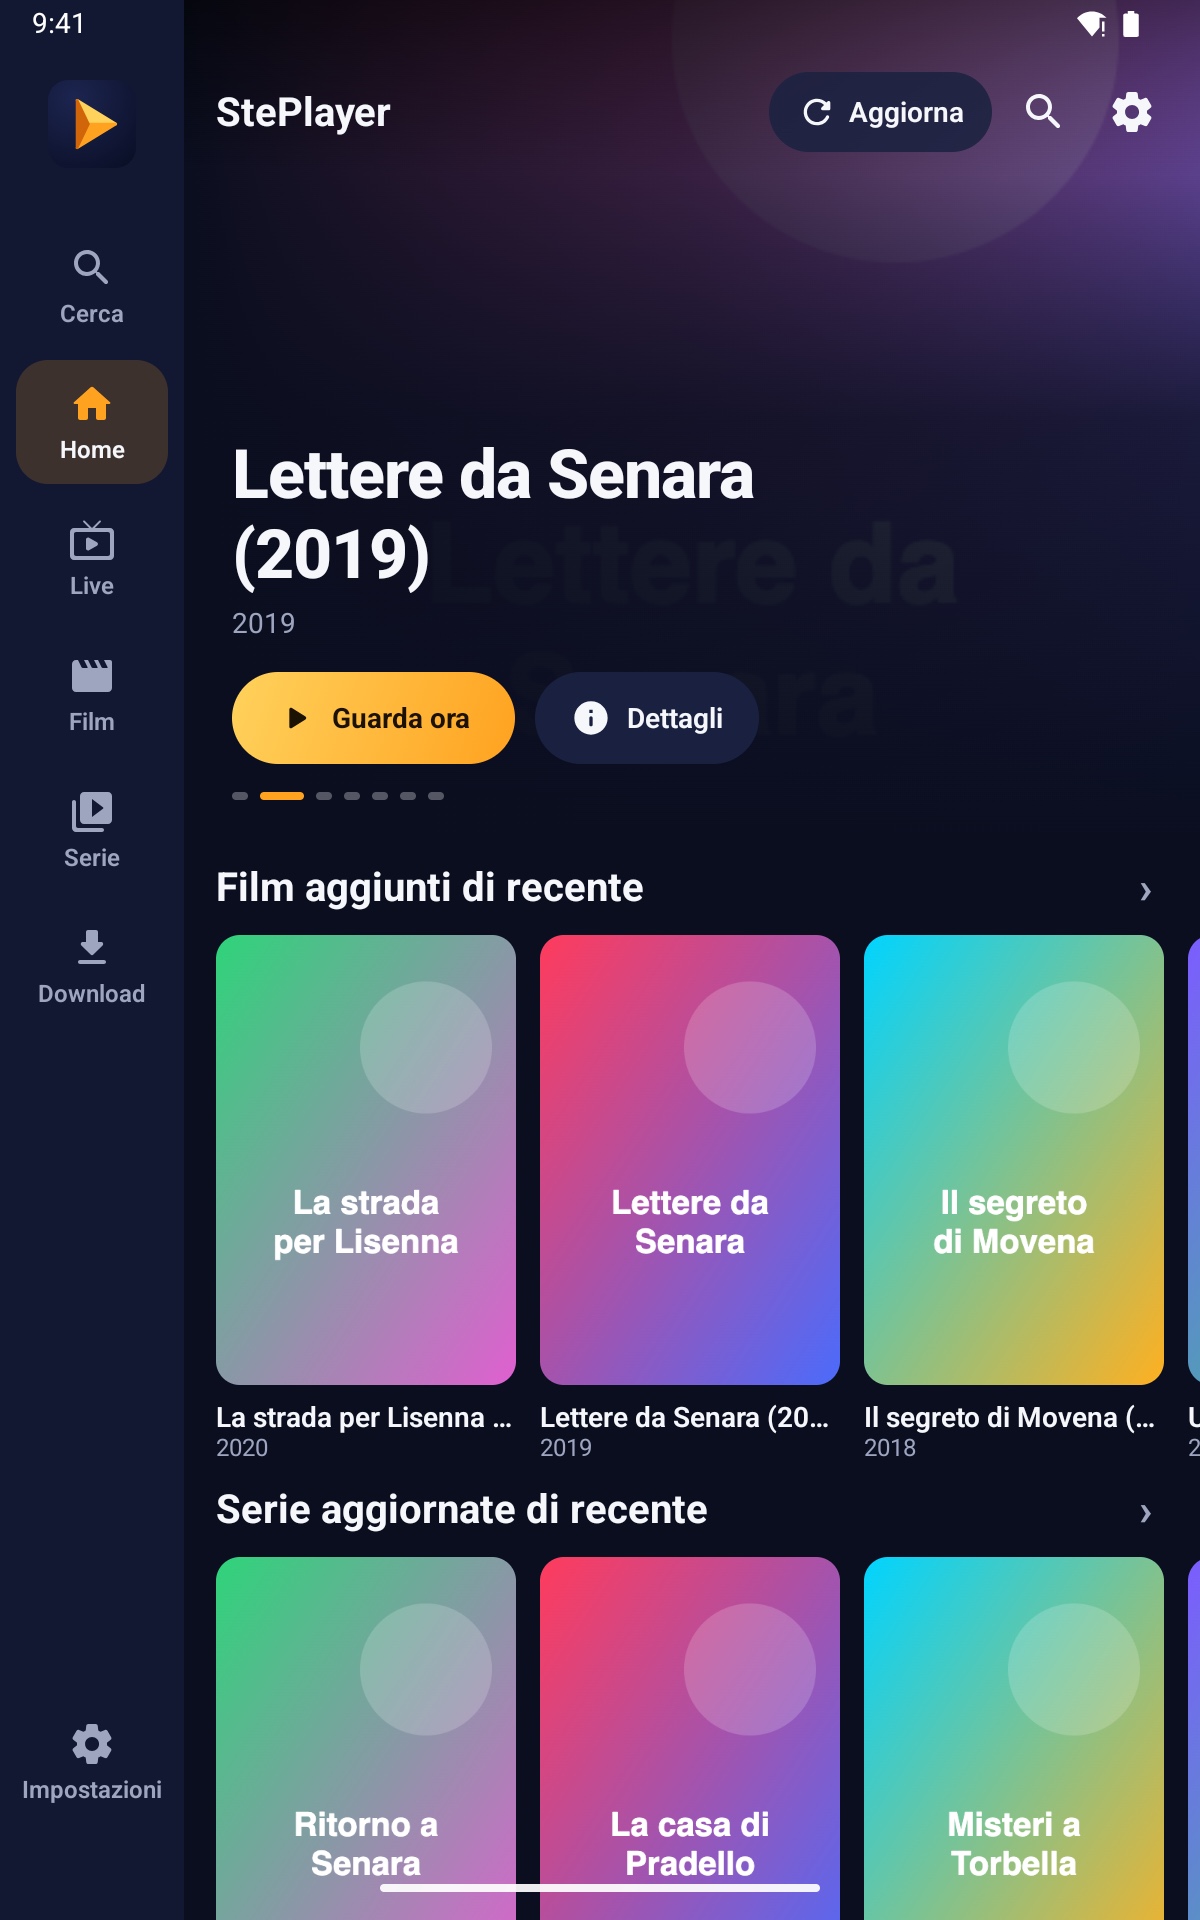 9:41
StePlayer
Aggiorna
Cerca
Home
Live
Film
Serie
Download
Impostazioni
Lettere da Senara
(2019)
Lettere da
Senara
2019
Guarda ora
Dettagli
Film aggiunti di recente
La strada
per Lisenna
Lettere da
Senara
Il segreto
di Movena
La strada per Lisenna ...
2020
Lettere da Senara (20...
2019
Il segreto di Movena (...
2018
Serie aggiornate di recente
Ritorno a
Senara
La casa di
Pradello
Misteri a
Torbella